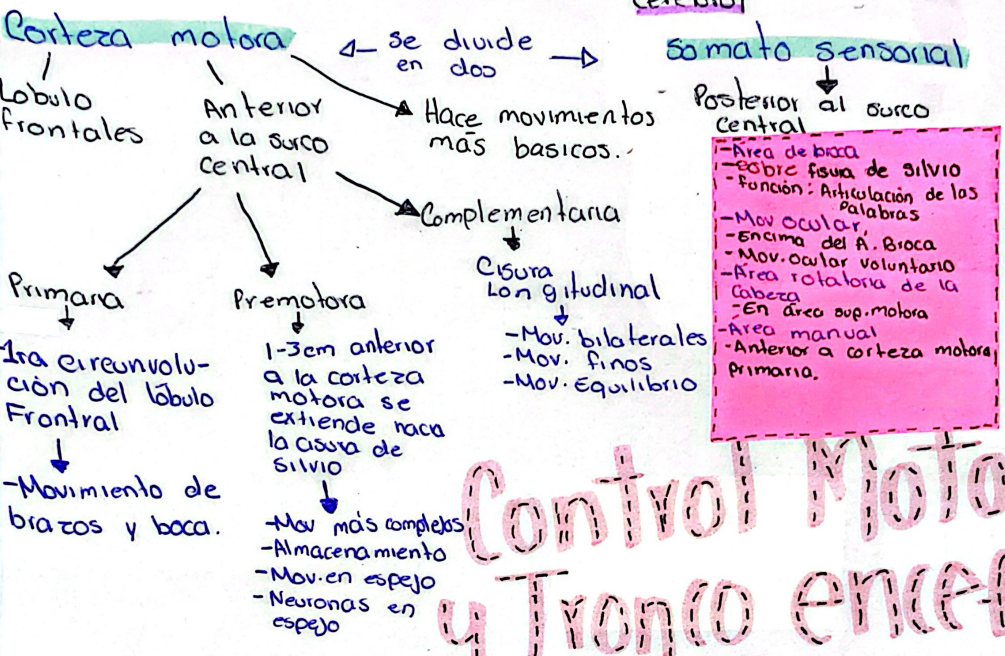 Corteza motora
se divide
en dos
somato sensorial
Lobulo
frontales
Anterior
a la surco
central
Hace movimientos
más basicos.
Posterior al surco
central
Complementaria
Cisura
Longitudinal
-Mov. bilaterales
-Mov. finos
-Mov. Equilibrio
Primaria
1ra circunvolu-
ción del lóbulo
Frontral
-Movimiento de
brazos y boca.
Premotora
1-3cm anterior
a la corteza
motora se
extiende haca
la cisura de
Silvio
-Mov más complejos
-Almacenamiento
-Mov. en espejo
-Neuronas en
espejo
-Área de broca
-sobre fisura de silvio
-función: Articulación de las
Palabras
-Mov ocular,
-Encima del A. Broca
-Mov. ocular voluntario
-Área rotatoria de la
Cabeza
-En área sup. motora
-Área manual
-Anterior a corteza motora
primaria.
Control Moto
y Tronco ence